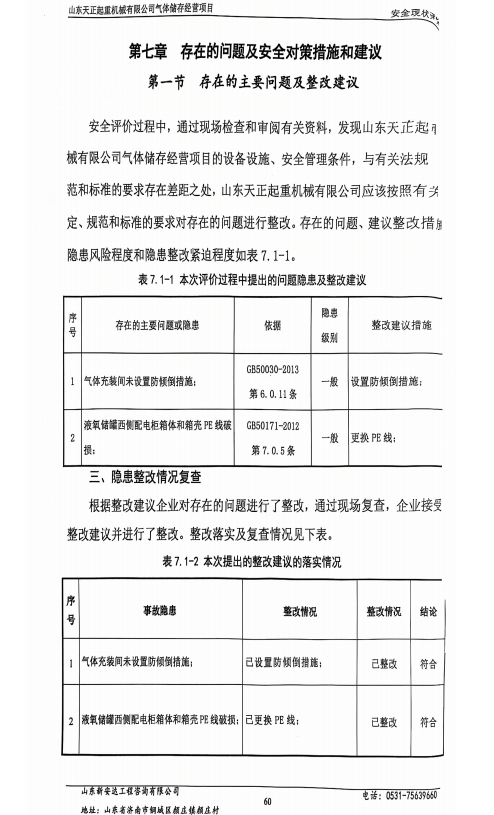 山东天正起重机械有限公司气体储存经营项目
安全现状
第七章 存在的问题及安全对策措施和建议
第一节 存在的主要问题及整改建议
安全评价过程中，通过现场检查和审阅有关资料，发现山东天正起重
械有限公司气体储存经营项目的设备设施、安全管理条件，与有关法规
范和标准的要求存在差距之处，山东天正起重机械有限公司应该按照有关
定、规范和标准的要求对存在的问题进行整改。存在的问题、建议整改措施
隐患风险程度和隐患整改紧迫程度如表 7.1-1。
表 7.1-1 本次评价过程中提出的问题隐患及整改建议
序号 存在的主要问题或隐患 依据 隐患级别 整改建议措施
1 气体充装间未设置防倾倒措施； GB50030-2013 第 6.0.11 条 一般 设置防倾倒措施；
2 液氧储罐西侧配电柜箱体和箱壳 PE 线破损； GB50171-2012 第 7.0.5 条 一般 更换 PE 线；
三、隐患整改情况复查
根据整改建议企业对存在的问题进行了整改，通过现场复查，企业接受
整改建议并进行了整改。整改落实及复查情况见下表。
表 7.1-2 本次提出的整改建议的落实情况
序号 事故隐患 整改情况 整改情况 结论
1 气体充装间未设置防倾倒措施； 已设置防倾倒措施； 已整改 符合
2 液氧储罐西侧配电柜箱体和箱壳 PE 线破损； 已更换 PE 线； 已整改 符合
山东新安达工程咨询有限公司
60
电话：0531-75639660
地址：山东省济南市钢城区颜庄镇颜庄村